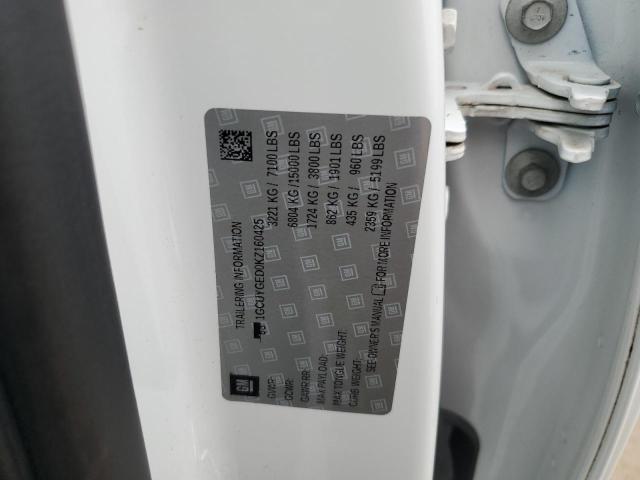 GM
TRAILERING INFORMATION
1GCUYGED0KZ160425
GVWR: 3221 KG / 7100 LBS
GCWR: 6804 KG / 15000 LBS
GAWR RR: 1724 KG / 3800 LBS
MAX PAYLOAD: 862 KG / 1901 LBS
MAX TONGUE WEIGHT: 435 KG / 960 LBS
CURB WEIGHT: 2359 KG / 5199 LBS
SEE OWNER'S MANUAL FOR MORE INFORMATION